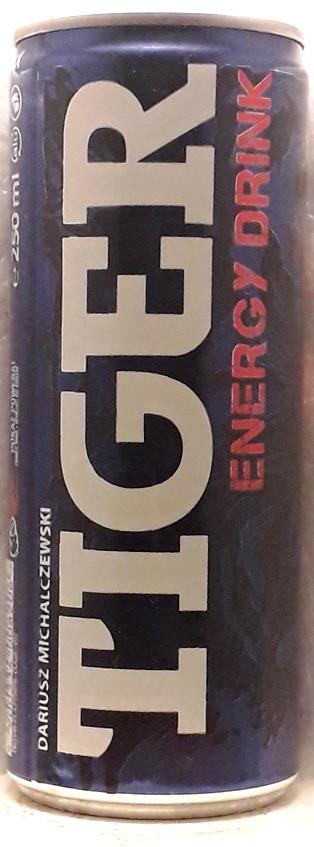 ℮ 250 ml
DARIUSZ MICHALCZEWSKI
TIGER
ENERGY DRINK